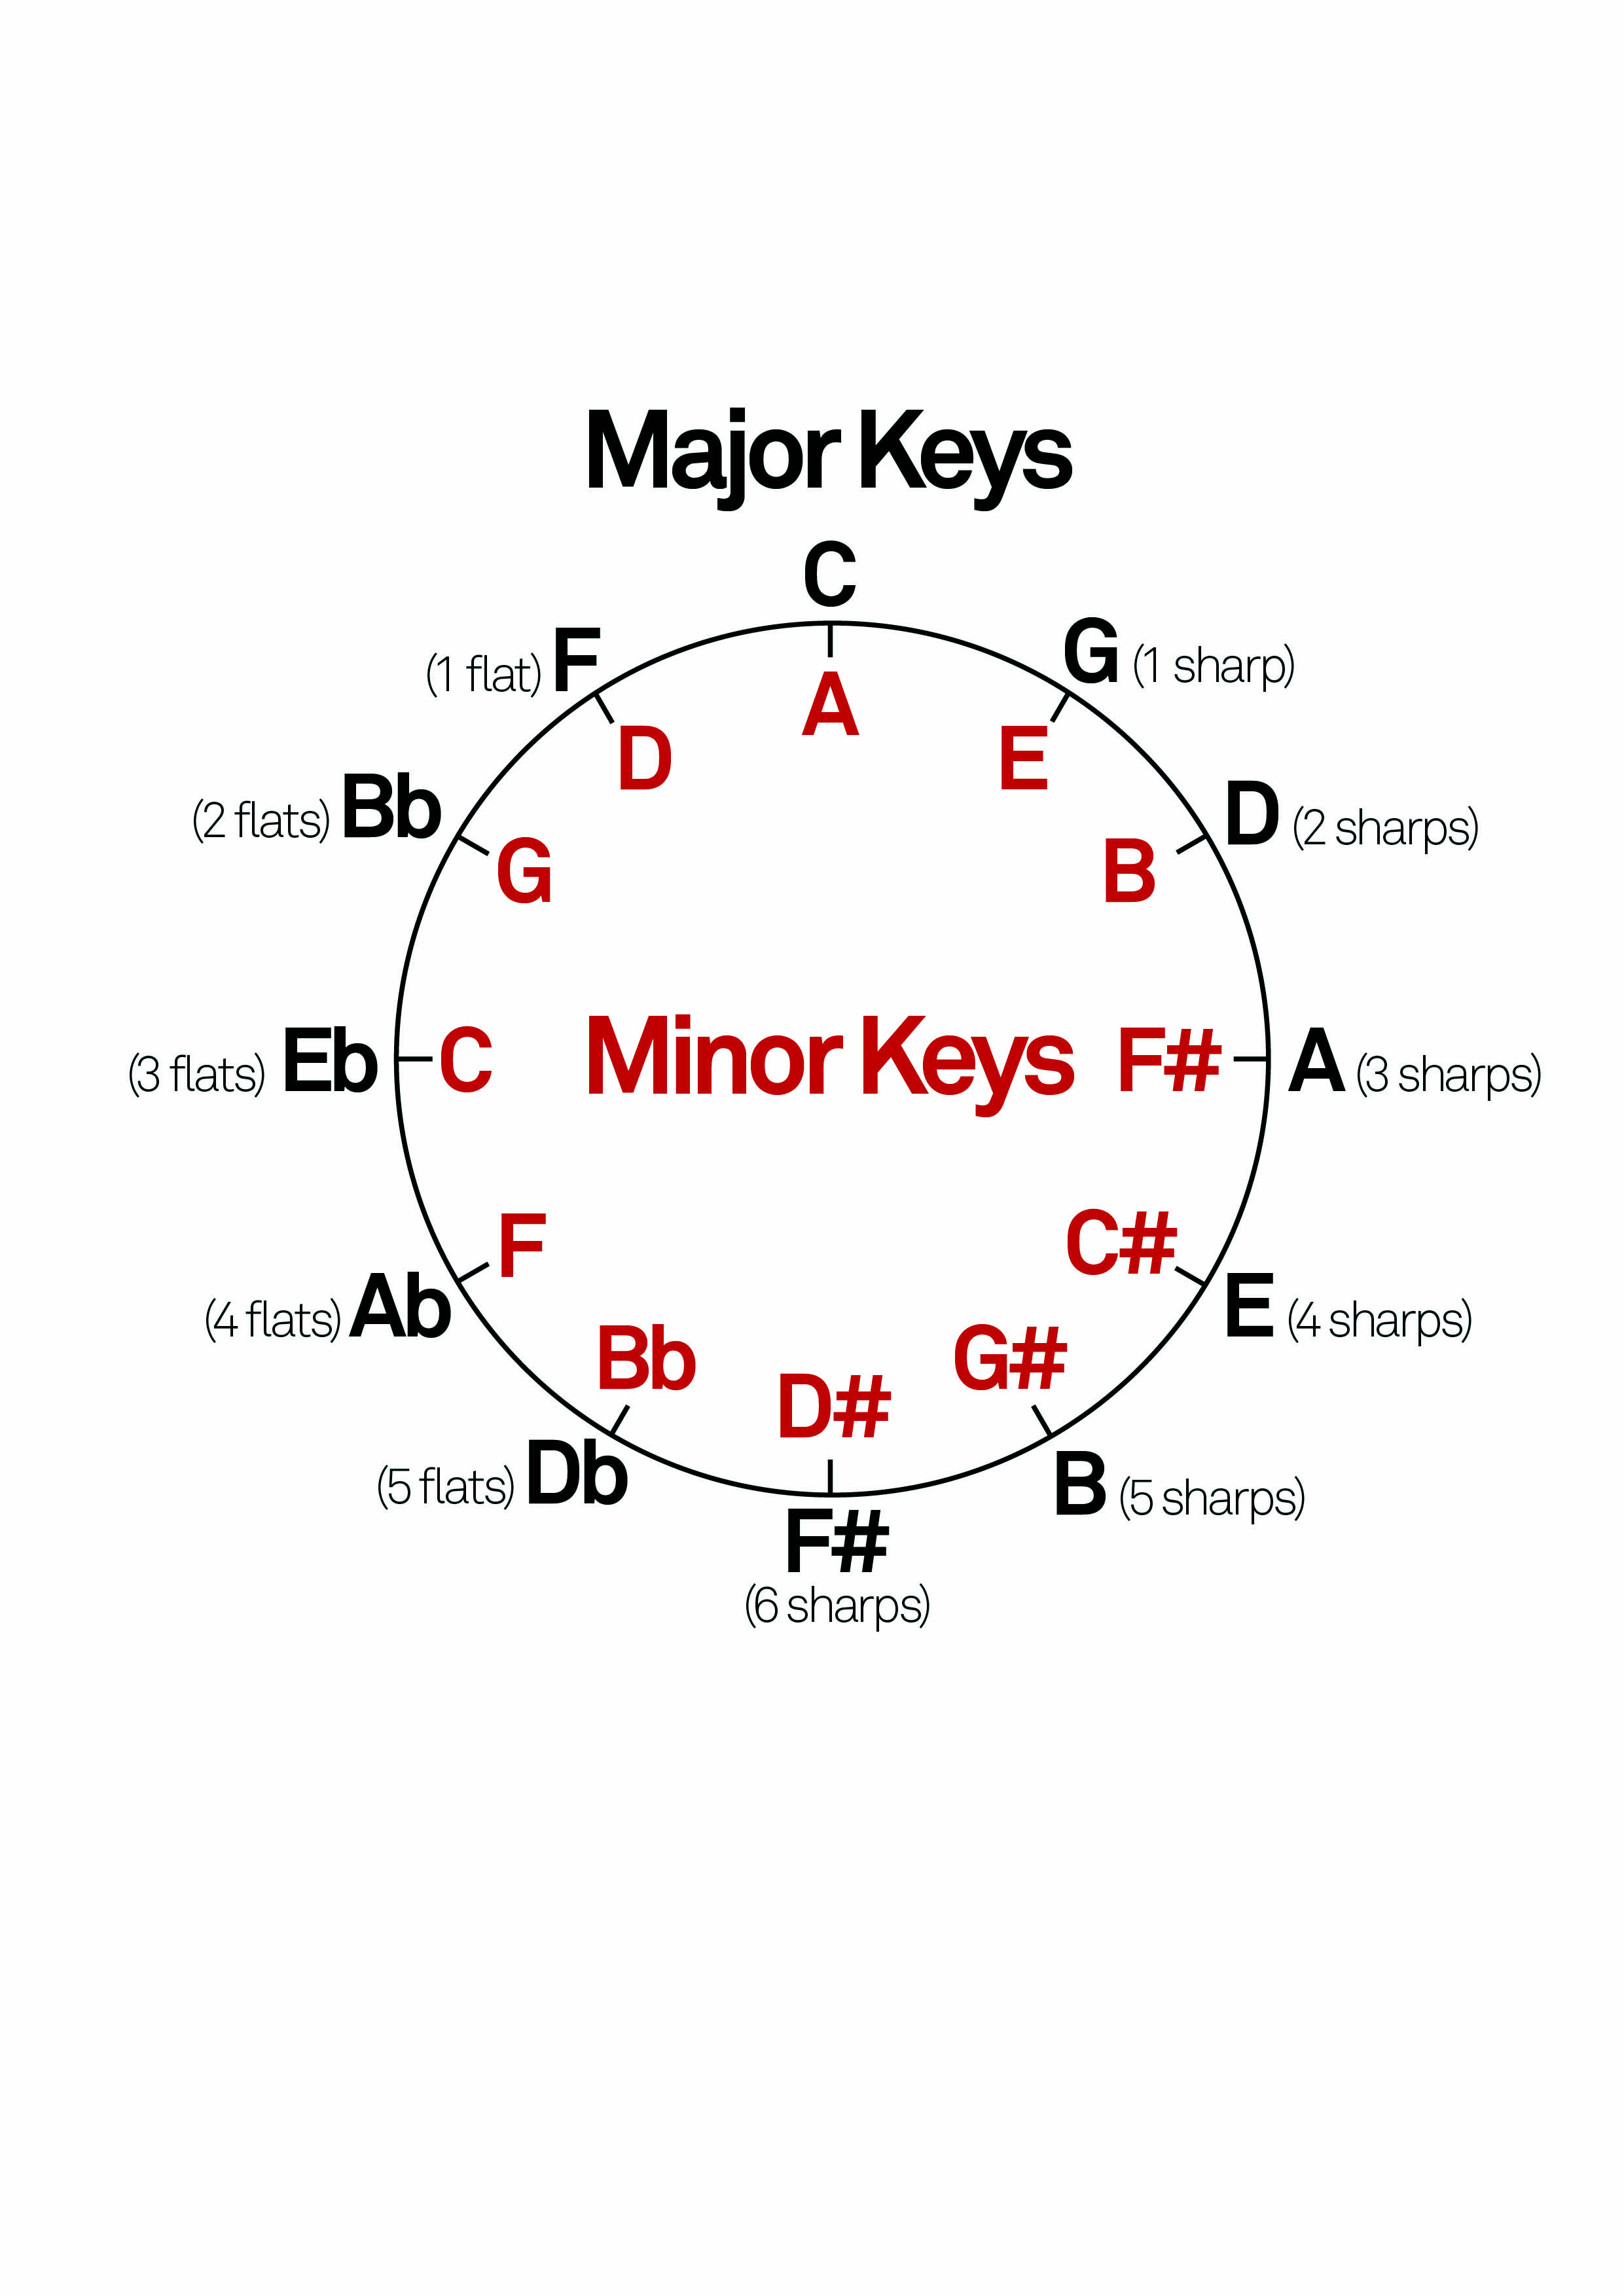 Major Keys
C
(1 flat) F
G (1 sharp)
A
D
E
(2 flats) Bb
D (2 sharps)
G
B
(3 flats) Eb
C
Minor Keys
F#
A (3 sharps)
F
C#
(4 flats) Ab
E (4 sharps)
Bb
D#
G#
(5 flats) Db
B (5 sharps)
F#
(6 sharps)